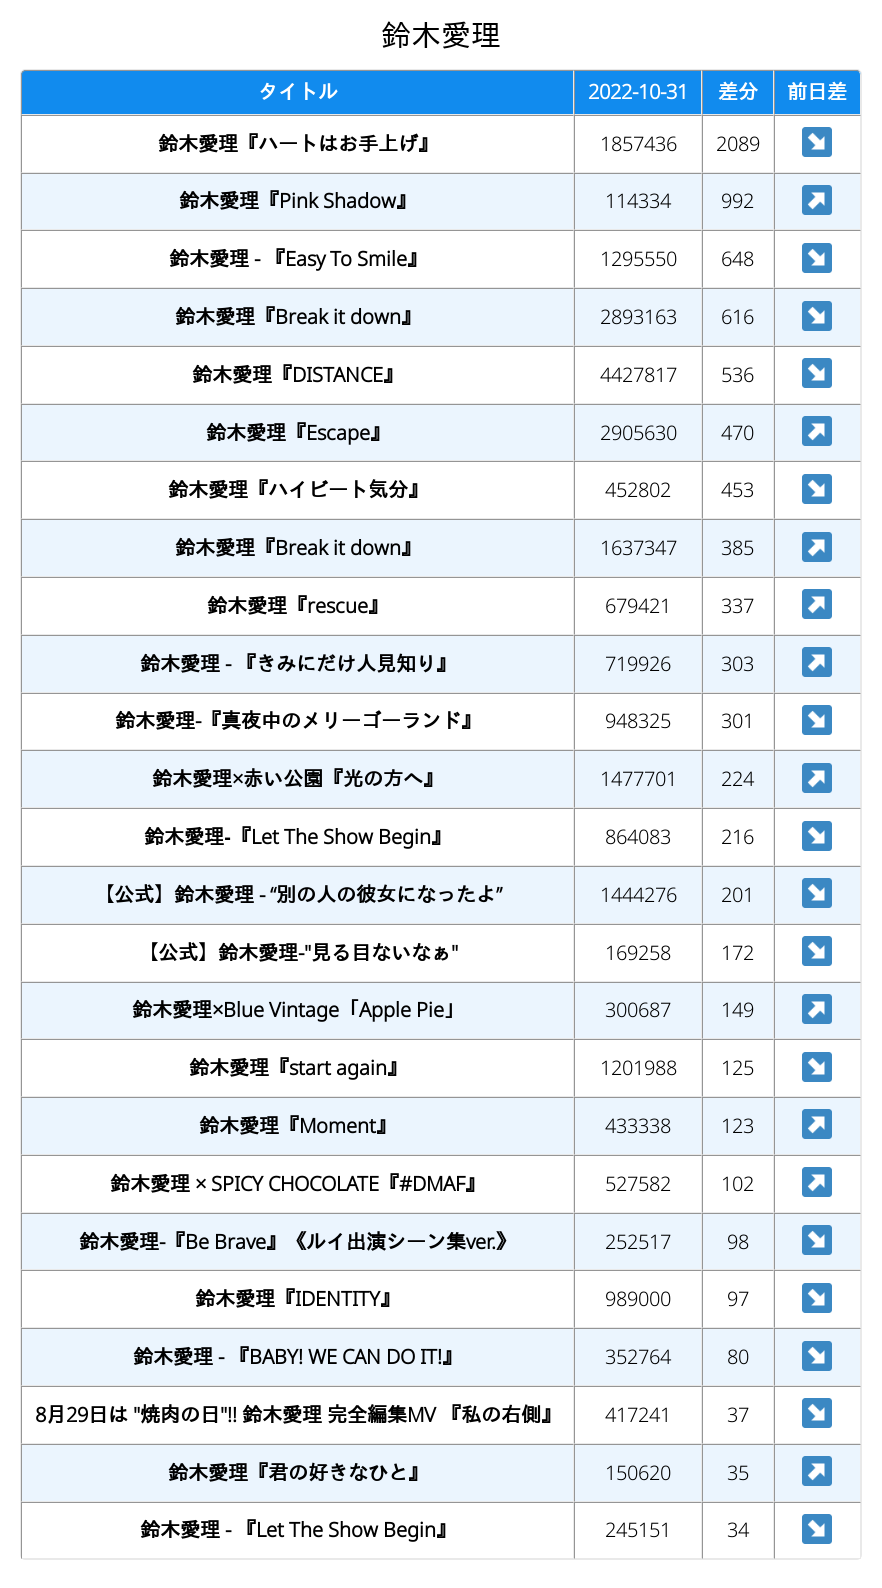 鈴木愛理
タイトル 2022-10-31 差分 前日差
鈴木愛理『ハートはお手上げ』 1857436 2089 ↘
鈴木愛理『Pink Shadow』 114334 992 ↗
鈴木愛理 - 『Easy To Smile』 1295550 648 ↘
鈴木愛理『Break it down』 2893163 616 ↘
鈴木愛理『DISTANCE』 4427817 536 ↘
鈴木愛理『Escape』 2905630 470 ↗
鈴木愛理『ハイビート気分』 452802 453 ↘
鈴木愛理『Break it down』 1637347 385 ↗
鈴木愛理『rescue』 679421 337 ↗
鈴木愛理 - 『きみにだけ人見知り』 719926 303 ↗
鈴木愛理-『真夜中のメリーゴーランド』 948325 301 ↘
鈴木愛理×赤い公園『光の方へ』 1477701 224 ↗
鈴木愛理-『Let The Show Begin』 864083 216 ↘
【公式】鈴木愛理 - “別の人の彼女になったよ” 1444276 201 ↘
【公式】鈴木愛理-"見る目ないなぁ" 169258 172 ↘
鈴木愛理×Blue Vintage「Apple Pie」 300687 149 ↗
鈴木愛理『start again』 1201988 125 ↘
鈴木愛理『Moment』 433338 123 ↗
鈴木愛理 × SPICY CHOCOLATE『#DMAF』 527582 102 ↗
鈴木愛理-『Be Brave』《ルイ出演シーン集ver.》 252517 98 ↘
鈴木愛理『IDENTITY』 989000 97 ↘
鈴木愛理 - 『BABY! WE CAN DO IT!』 352764 80 ↘
8月29日は "焼肉の日"!! 鈴木愛理 完全編集MV 『私の右側』 417241 37 ↘
鈴木愛理『君の好きなひと』 150620 35 ↗
鈴木愛理 - 『Let The Show Begin』 245151 34 ↘